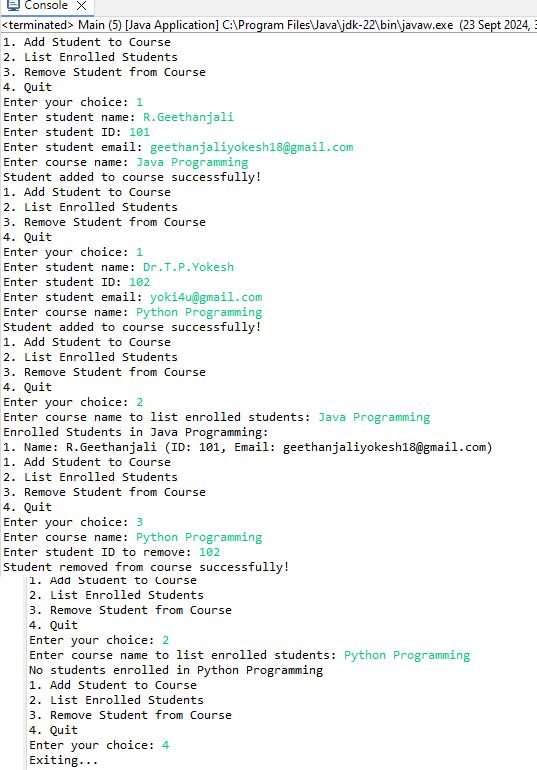 Console
<terminated> Main (5) [Java Application] C:\Program Files\Java\jdk-22\bin\javaw.exe (23 Sept 2024, 3
1. Add Student to Course
2. List Enrolled Students
3. Remove Student from Course
4. Quit
Enter your choice: 1
Enter student name: R.Geethanjali
Enter student ID: 101
Enter student email: geethanjaliyokesh18@gmail.com
Enter course name: Java Programming
Student added to course successfully!
1. Add Student to Course
2. List Enrolled Students
3. Remove Student from Course
4. Quit
Enter your choice: 1
Enter student name: Dr.T.P.Yokesh
Enter student ID: 102
Enter student email: yoki4u@gmail.com
Enter course name: Python Programming
Student added to course successfully!
1. Add Student to Course
2. List Enrolled Students
3. Remove Student from Course
4. Quit
Enter your choice: 2
Enter course name to list enrolled students: Java Programming
Enrolled Students in Java Programming:
1. Name: R.Geethanjali (ID: 101, Email: geethanjaliyokesh18@gmail.com)
1. Add Student to Course
2. List Enrolled Students
3. Remove Student from Course
4. Quit
Enter your choice: 3
Enter course name: Python Programming
Enter student ID to remove: 102
Student removed from course successfully!
1. Add Student to Course
2. List Enrolled Students
3. Remove Student from Course
4. Quit
Enter your choice: 2
Enter course name to list enrolled students: Python Programming
No students enrolled in Python Programming
1. Add Student to Course
2. List Enrolled Students
3. Remove Student from Course
4. Quit
Enter your choice: 4
Exiting...